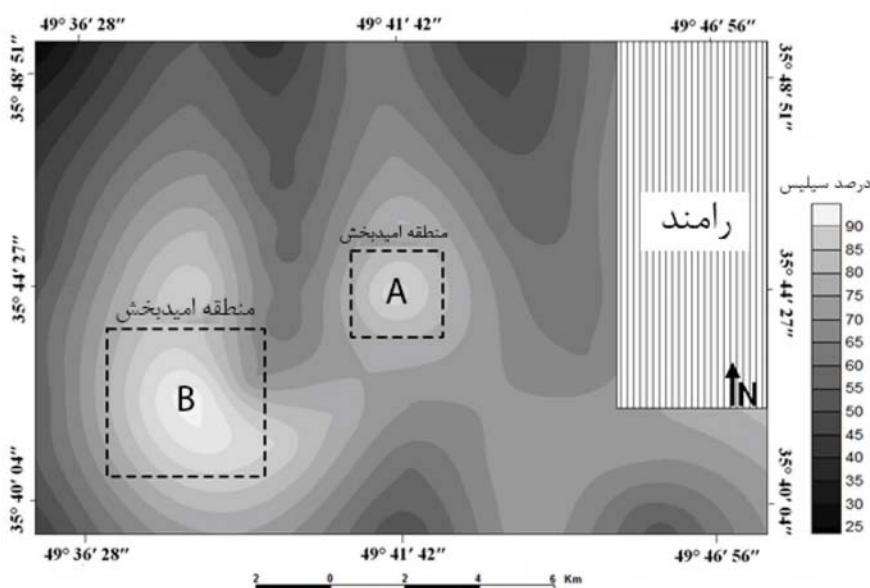 49° 36′ 28″
49° 41′ 42″
49° 46′ 56″
35° 48′ 51″
35° 48′ 51″
درصد سیلیس
رامند
منطقه امیدبخش
A
منطقه امیدبخش
B
35° 44′ 27″
35° 44′ 27″
90
85
80
75
70
65
60
55
50
45
40
35
30
25
N
35° 40′ 04″
35° 40′ 04″
49° 36′ 28″
49° 41′ 42″
49° 46′ 56″
2 0 2 4 6 Km